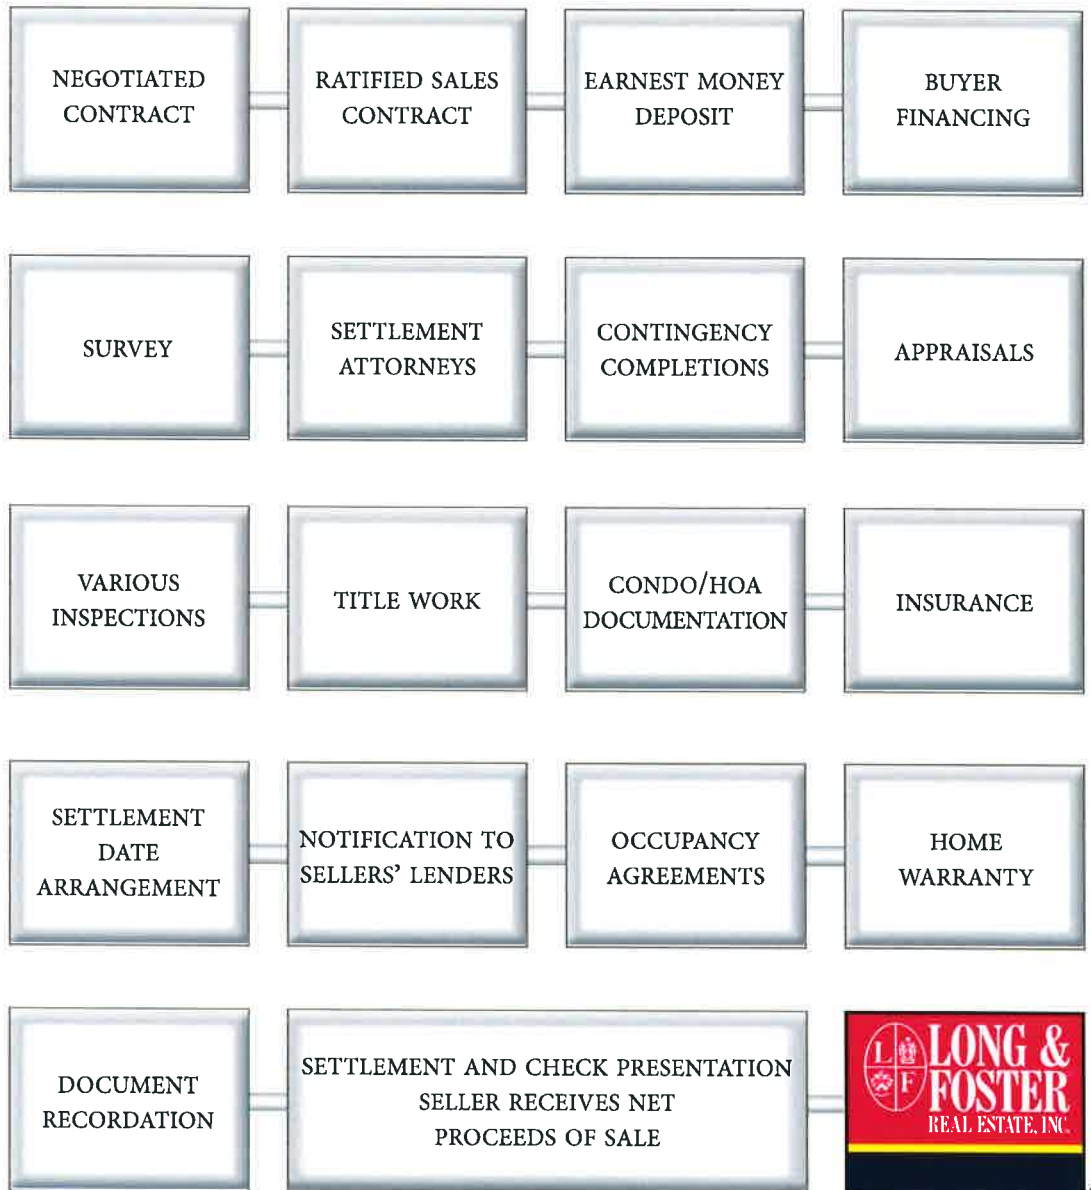 NEGOTIATED
CONTRACT
RATIFIED SALES
CONTRACT
EARNEST MONEY
DEPOSIT
BUYER
FINANCING
SURVEY
SETTLEMENT
ATTORNEYS
CONTINGENCY
COMPLETIONS
APPRAISALS
VARIOUS
INSPECTIONS
TITLE WORK
CONDO/HOA
DOCUMENTATION
INSURANCE
SETTLEMENT
DATE
ARRANGEMENT
NOTIFICATION TO
SELLERS' LENDERS
OCCUPANCY
AGREEMENTS
HOME
WARRANTY
DOCUMENT
RECORDATION
SETTLEMENT AND CHECK PRESENTATION
SELLER RECEIVES NET
PROCEEDS OF SALE
L
F
LONG &
FOSTER
REAL ESTATE, INC.